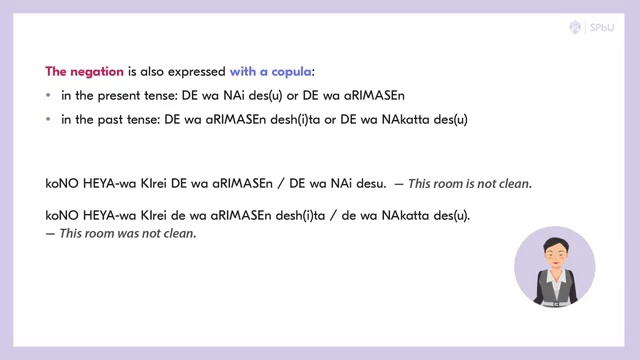 SPbU
The negation is also expressed with a copula:
• in the present tense: DE wa NAi des(u) or DE wa aRIMASEn
• in the past tense: DE wa aRIMASEn desh(i)ta or DE wa NAkatta des(u)
koNO HEYA-wa KIrei DE wa aRIMASEn / DE wa NAi desu. – This room is not clean.
koNO HEYA-wa KIrei de wa aRIMASEn desh(i)ta / de wa NAkatta des(u).
– This room was not clean.